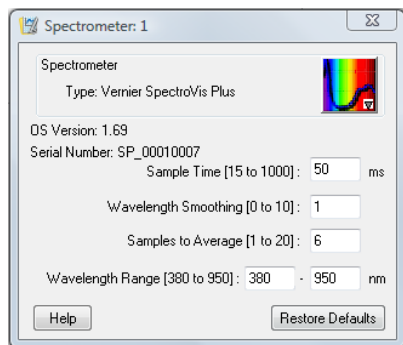 Spectrometer: 1
Spectrometer
Type: Vernier SpectroVis Plus
OS Version: 1.69
Serial Number: SP_00010007
Sample Time [15 to 1000] : 50 ms
Wavelength Smoothing [0 to 10] : 1
Samples to Average [1 to 20] : 6
Wavelength Range [380 to 950] : 380 - 950 nm
Help Restore Defaults